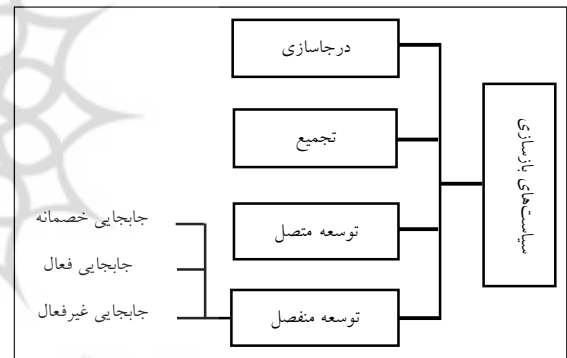 سیاست‌های بازسازی
درجاسازی
تجمیع
توسعه متصل
توسعه منفصل
جابجایی خصمانه
جابجایی فعال
جابجایی غیرفعال